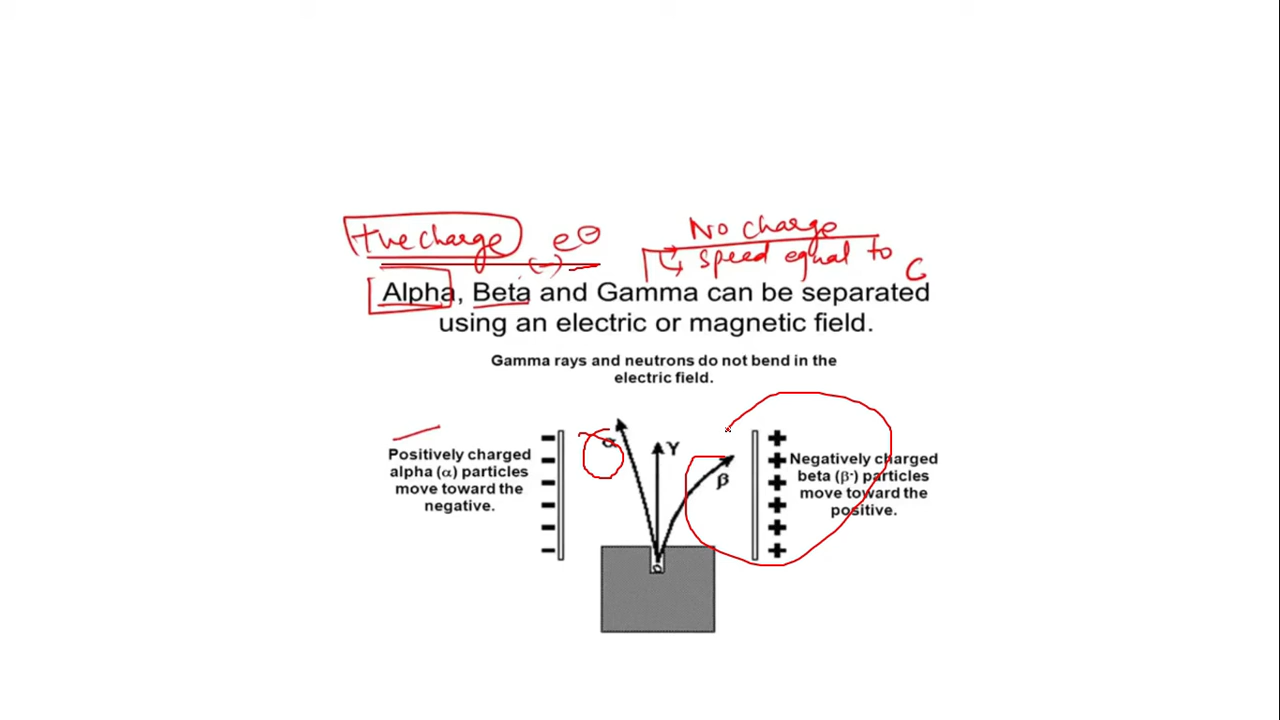 +ve charge e⊖ No charge
(-) ↳ speed equal to C
Alpha, Beta and Gamma can be separated
using an electric or magnetic field.
Gamma rays and neutrons do not bend in the
electric field.
Positively charged
alpha (α) particles
move toward the
negative.
α
γ
β
Negatively charged
beta (β-) particles
move toward the
positive.